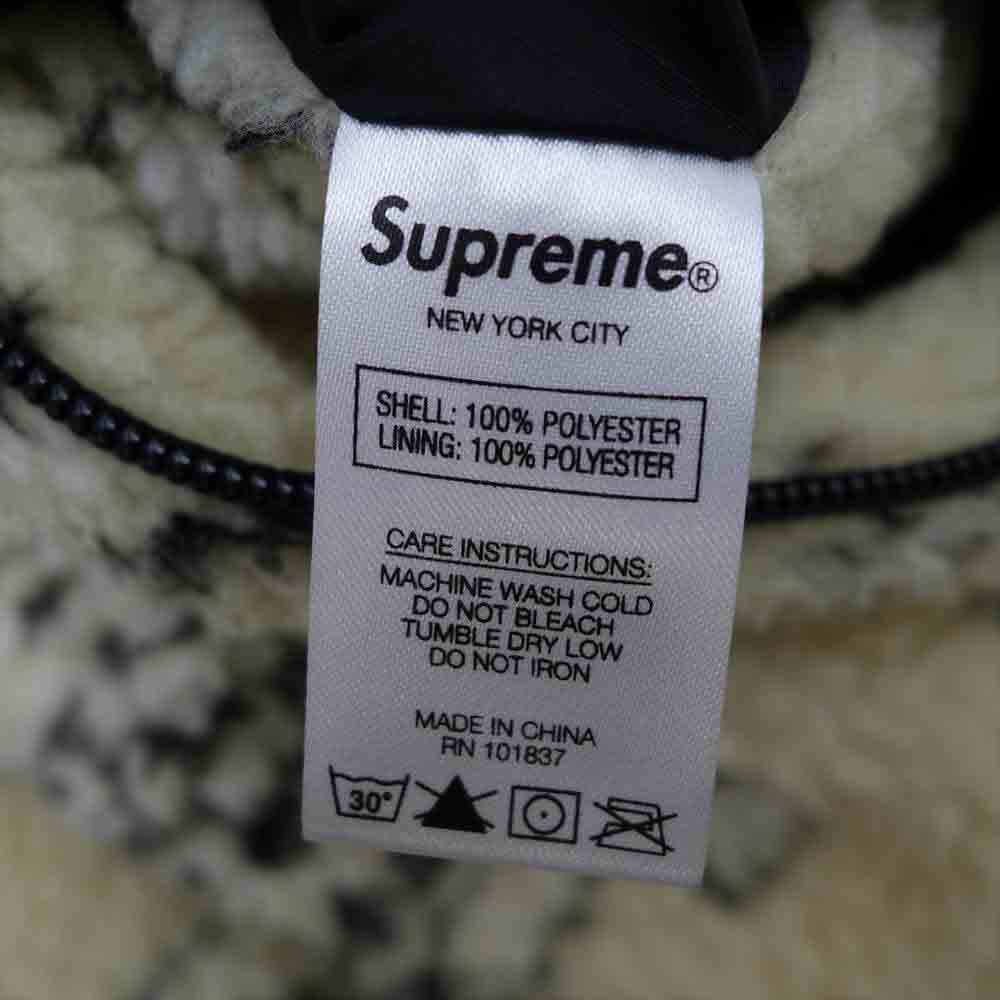 Supreme®
NEW YORK CITY
SHELL: 100% POLYESTER
LINING: 100% POLYESTER
CARE INSTRUCTIONS:
MACHINE WASH COLD
DO NOT BLEACH
TUMBLE DRY LOW
DO NOT IRON
MADE IN CHINA
RN 101837
30°